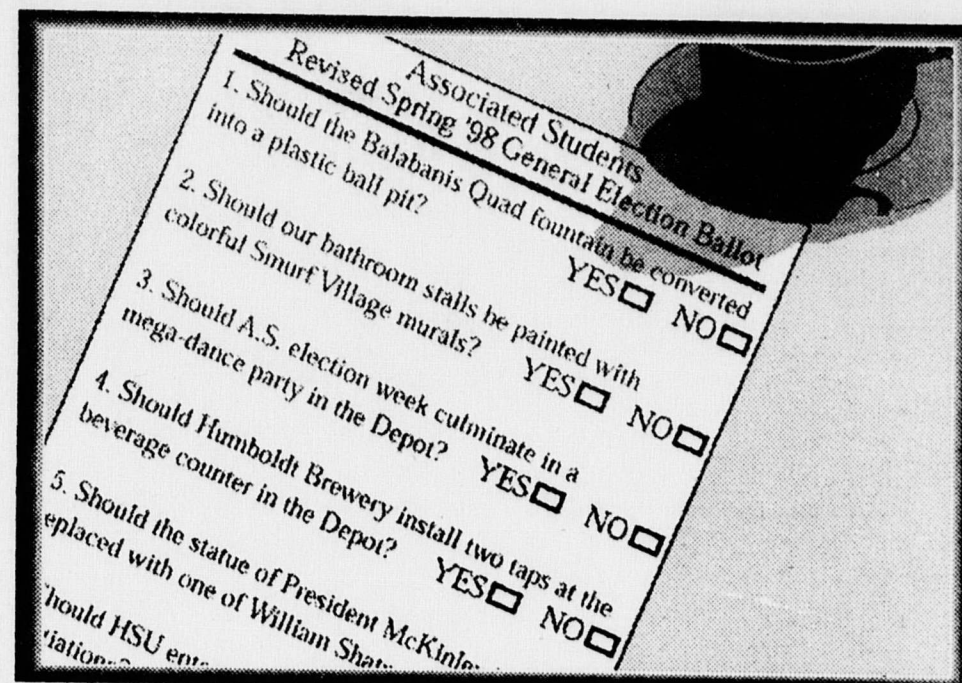 Associated Students
Revised Spring '98 General Election Ballot
1. Should the Balabanis Quad fountain be converted
into a plastic ball pit? YES NO
2. Should our bathroom stalls be painted with
colorful Smurf Village murals? YES NO
3. Should A.S. election week culminate in a
mega-dance party in the Depot? YES NO
4. Should Humboldt Brewery install two taps at the
beverage counter in the Depot? YES NO
5. Should the statue of President McKinley
eplaced with one of William
hould HSU